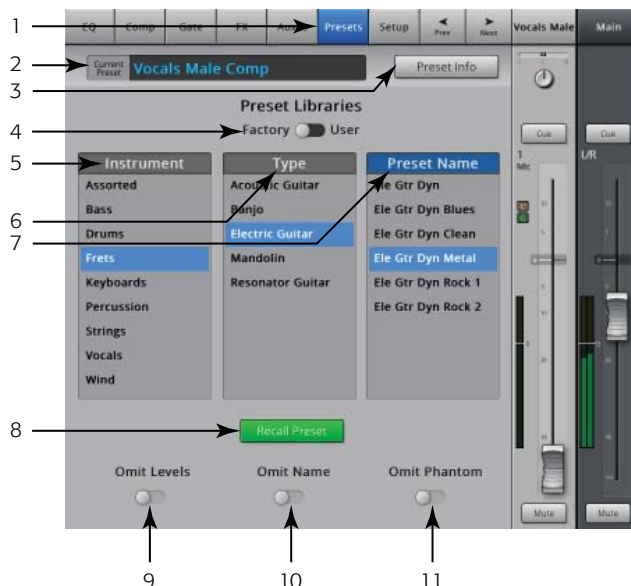 1
EQ Comp Gate FX Auxes Presets Setup Prev Next Vocals Male Main
2
Current Preset Vocals Male Comp
Preset Info
3
Preset Libraries
4
Factory User
Cue Cue
5
Instrument Type Preset Name
1
Mic
L/R
Assorted Acoustic Guitar Ele Gtr Dyn
6
Bass Banjo Ele Gtr Dyn Blues
7
Drums Electric Guitar Ele Gtr Dyn Clean
Frets Mandolin Ele Gtr Dyn Metal
Keyboards Resonator Guitar Ele Gtr Dyn Rock 1
Percussion Ele Gtr Dyn Rock 2
Strings
Vocals
Wind
8
Recall Preset
Omit Levels Omit Name Omit Phantom
Mute Mute
9 10 11